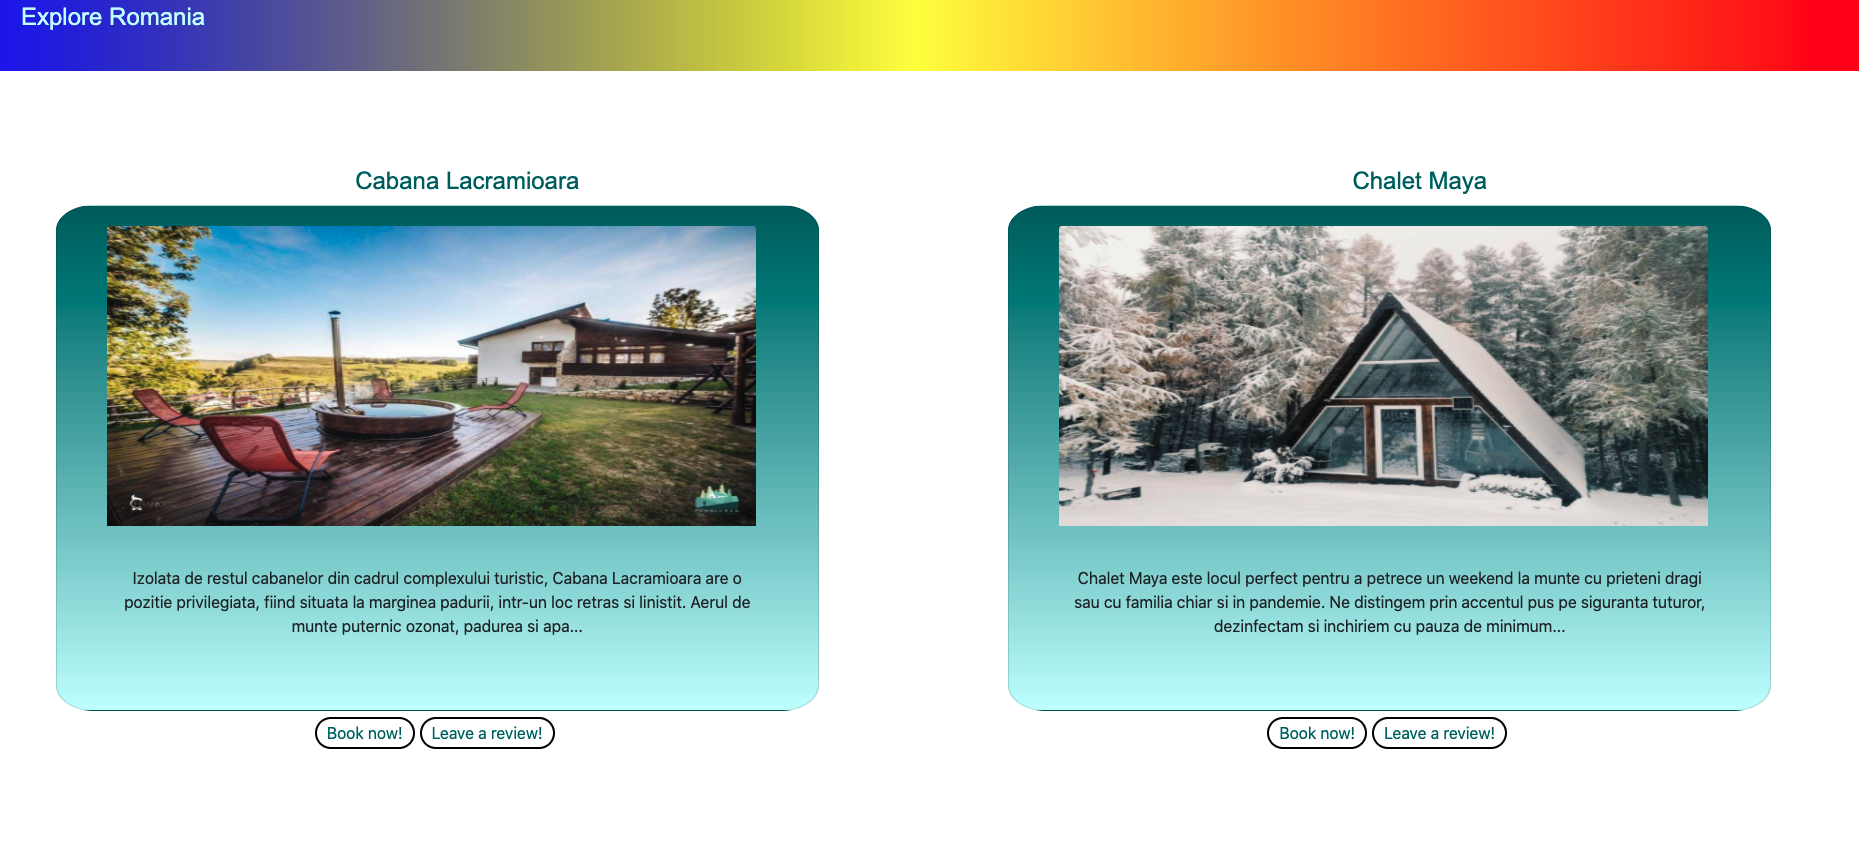 Explore Romania
Cabana Lacramioara
Izolata de restul cabanelor din cadrul complexului turistic, Cabana Lacramioara are o
pozitie privilegiata, fiind situata la marginea padurii, intr-un loc retras si linistit. Aerul de
munte puternic ozonat, padurea si apa...
Book now!
Leave a review!
Chalet Maya
Chalet Maya este locul perfect pentru a petrece un weekend la munte cu prieteni dragi
sau cu familia chiar si in pandemie. Ne distingem prin accentul pus pe siguranta tuturor,
dezinfectam si inchiriem cu pauza de minimum...
Book now!
Leave a review!